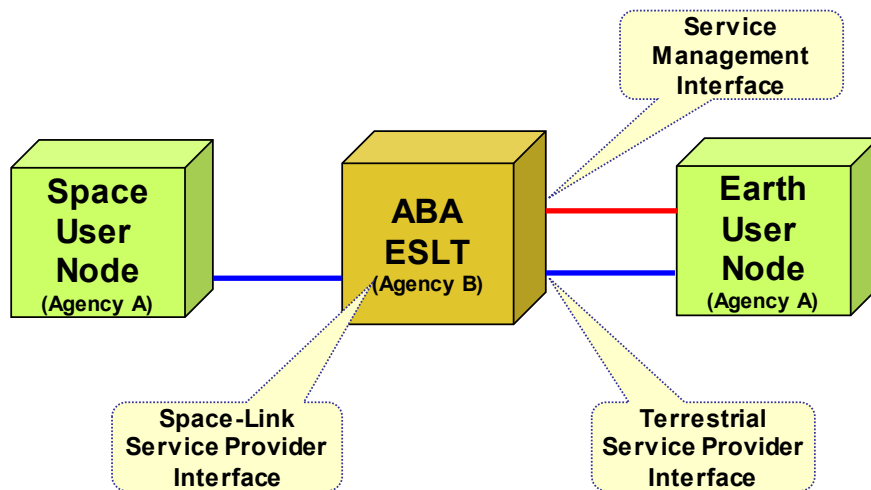 Service
Management
Interface
Space
User
Node
(Agency A)
ABA
ESLT
(Agency B)
Earth
User
Node
(Agency A)
Space-Link
Service Provider
Interface
Terrestrial
Service Provider
Interface